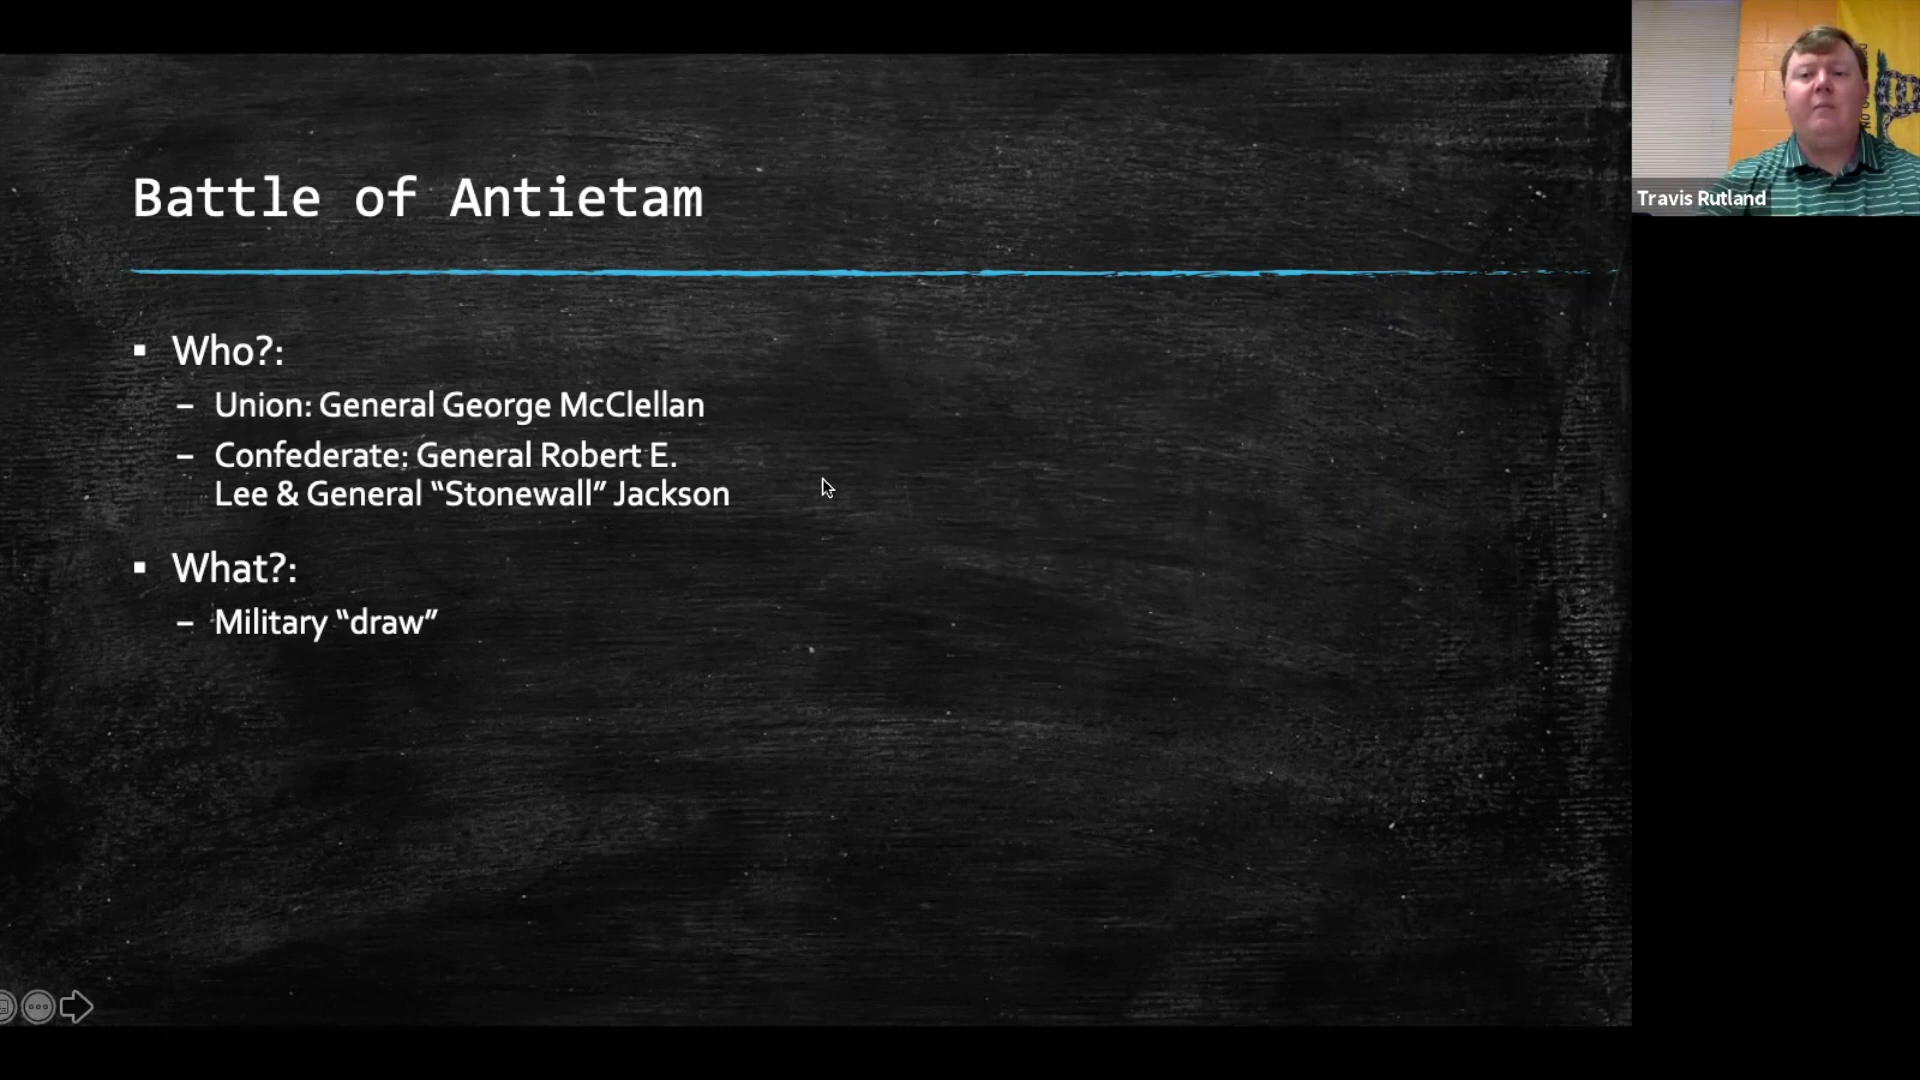 Battle of Antietam
Who?:
– Union: General George McClellan
– Confederate: General Robert E.
Lee & General “Stonewall” Jackson
What?:
– Military “draw”
Travis Rutland